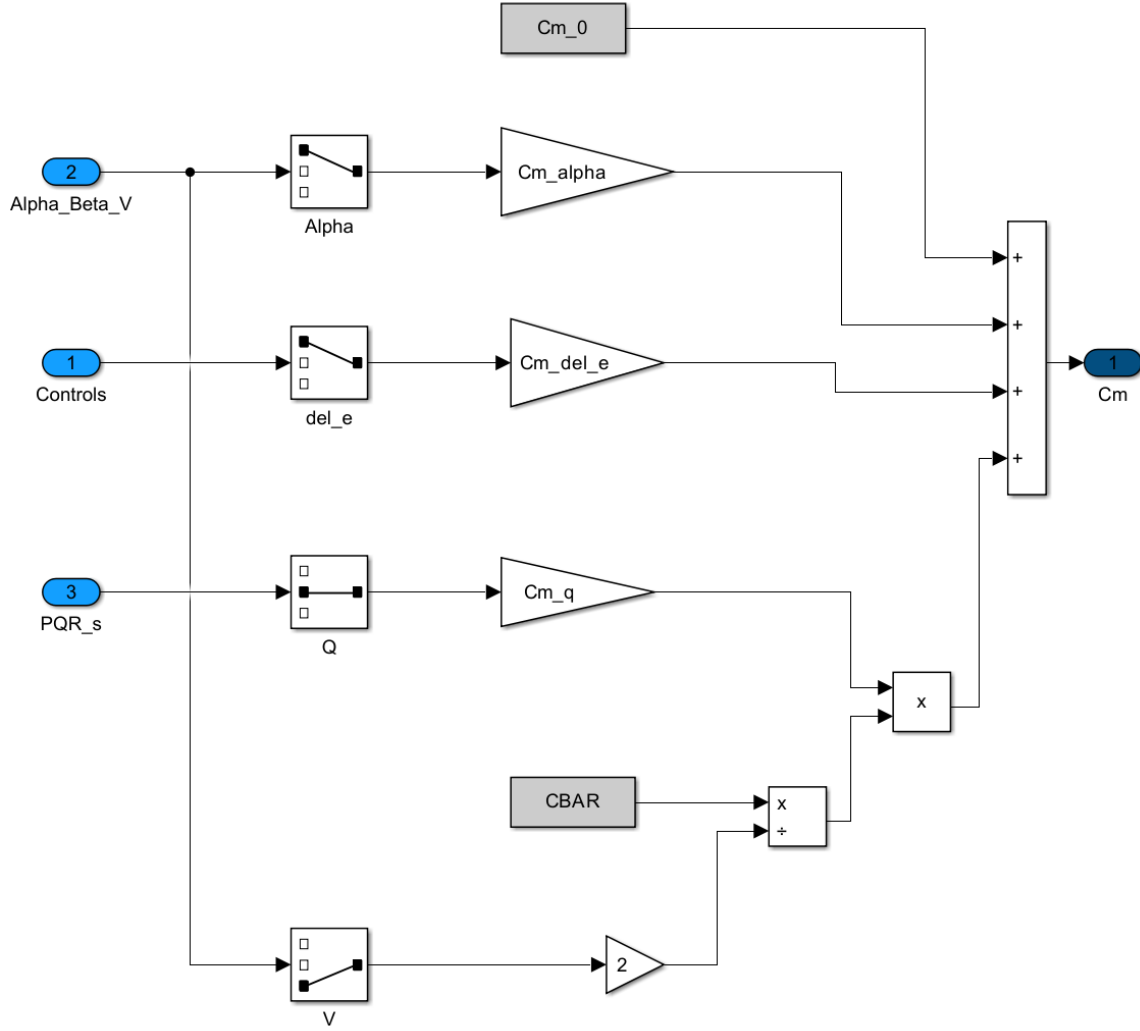 Cm_0
2
Alpha_Beta_V
Alpha
Cm_alpha
+
+
1
Controls
del_e
Cm_del_e
+
1
Cm
+
3
PQR_s
Q
Cm_q
x
CBAR
x
÷
V
2